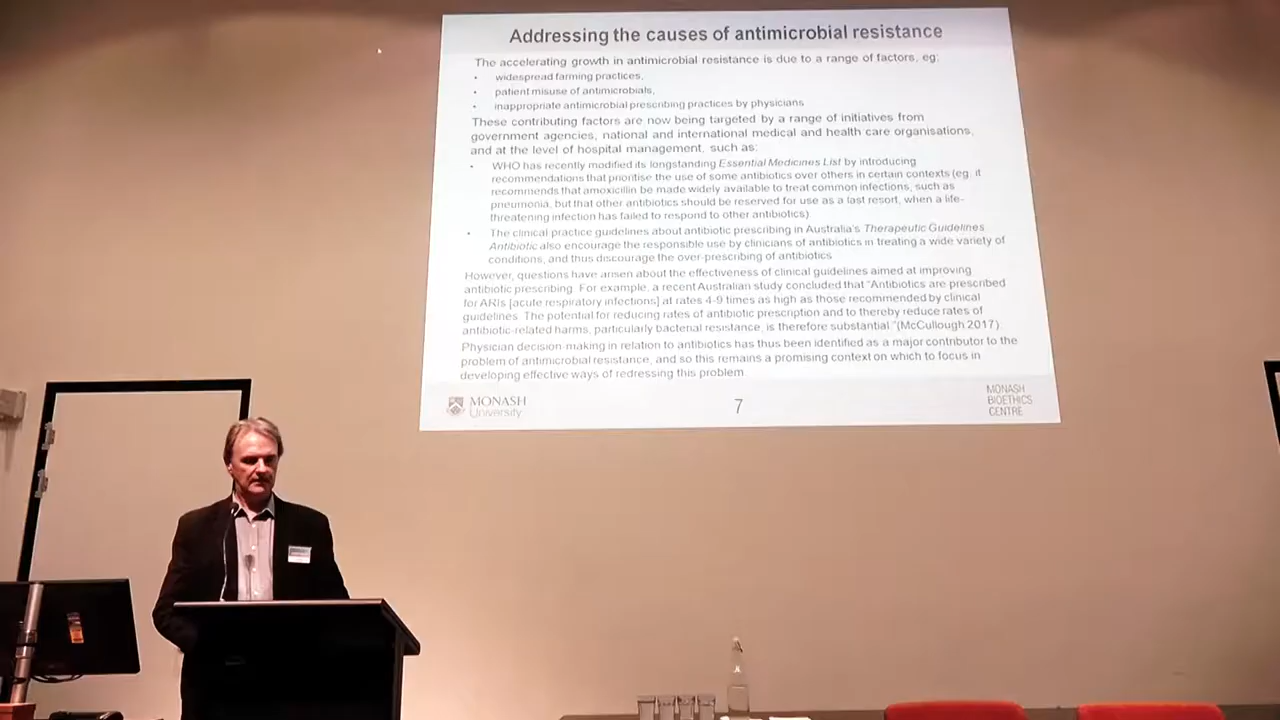 Addressing the causes of antimicrobial resistance
The accelerating growth in antimicrobial resistance is due to a range of factors, eg:
• widespread farming practices,
• patient misuse of antimicrobials,
• inappropriate antimicrobial prescribing practices by physicians
These contributing factors are now being targeted by a range of initiatives from
government agencies, national and international medical and health care organisations,
and at the level of hospital management, such as:
• WHO has recently modified its longstanding Essential Medicines List by introducing
recommendations that prioritise the use of some antibiotics over others in certain contexts (eg. it
recommends that amoxicillin be made widely available to treat common infections, such as
pneumonia, but that other antibiotics should be reserved for use as a last resort, when a life-
threatening infection has failed to respond to other antibiotics)
• The clinical practice guidelines about antibiotic prescribing in Australia's Therapeutic Guidelines
Antibiotic also encourage the responsible use by clinicians of antibiotics in treating a wide variety of
conditions, and thus discourage the over-prescribing of antibiotics
However, questions have arisen about the effectiveness of clinical guidelines aimed at improving
antibiotic prescribing. For example, a recent Australian study concluded that "Antibiotics are prescribed
for ARIs [acute respiratory infections] at rates 4-9 times as high as those recommended by clinical
guidelines. The potential for reducing rates of antibiotic prescription and to thereby reduce rates of
antibiotic-related harms, particularly bacterial resistance, is therefore substantial."(McCullough 2017).
Physician decision-making in relation to antibiotics has thus been identified as a major contributor to the
problem of antimicrobial resistance, and so this remains a promising context on which to focus in
developing effective ways of redressing this problem.
MONASH
University
7
MONASH
BIOETHICS
CENTRE